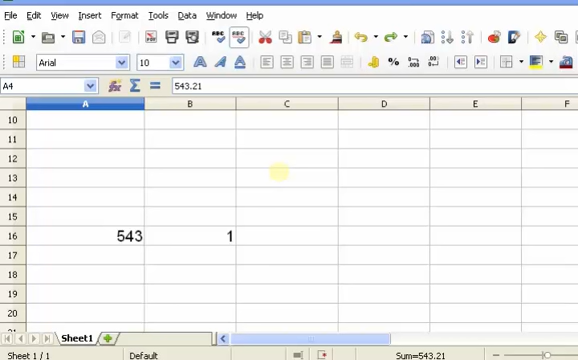 File Edit View Insert Format Tools Data Window Help
Arial 10
A4 543.21
A B C D E F
10
11
12
13
14
15
16 543 1
17
18
19
20
Sheet1
Sheet 1 / 1 Default Sum=543.21